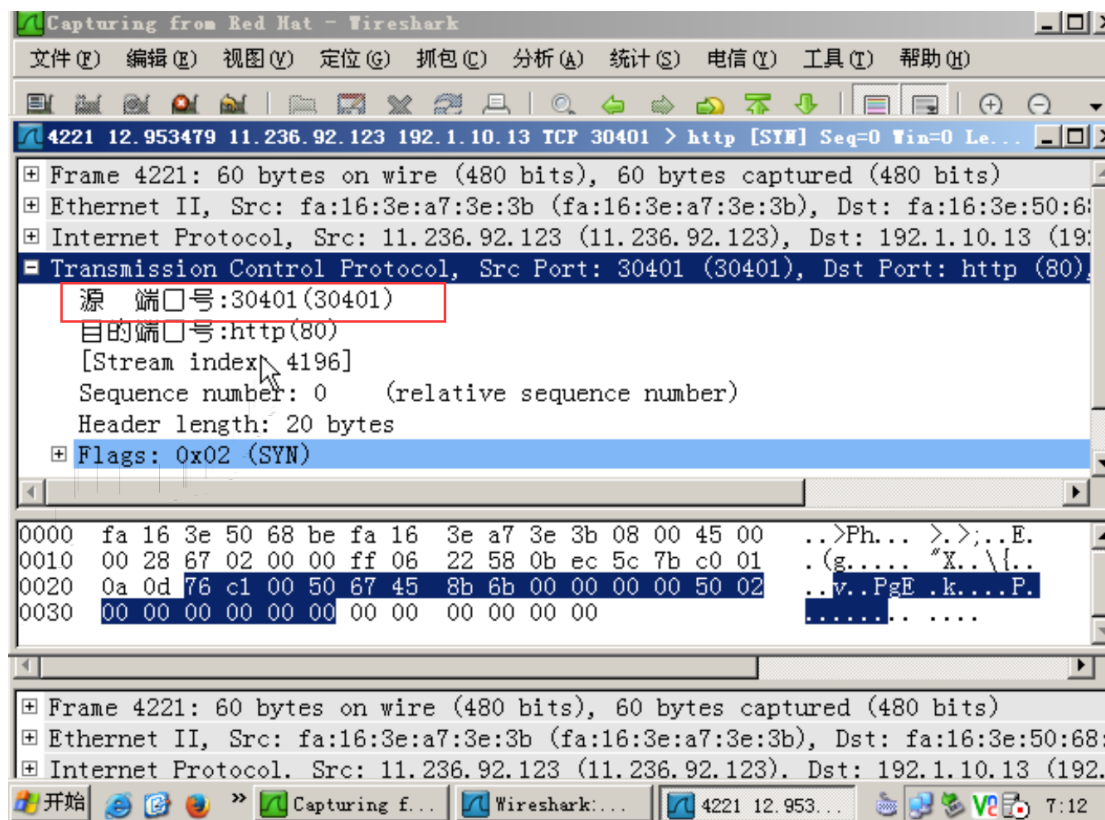 Capturing from Red Hat - Wireshark
文件(F) 编辑(E) 视图(V) 定位(G) 抓包(C) 分析(A) 统计(S) 电信(Y) 工具(T) 帮助(H)
4221 12.953479 11.236.92.123 192.1.10.13 TCP 30401 > http [SYN] Seq=0 Win=0 Le...
Frame 4221: 60 bytes on wire (480 bits), 60 bytes captured (480 bits)
Ethernet II, Src: fa:16:3e:a7:3e:3b (fa:16:3e:a7:3e:3b), Dst: fa:16:3e:50:6
Internet Protocol, Src: 11.236.92.123 (11.236.92.123), Dst: 192.1.10.13 (19
Transmission Control Protocol, Src Port: 30401 (30401), Dst Port: http (80),
源 端口号:30401(30401)
目的端口号:http(80)
[Stream index: 4196]
Sequence number: 0 (relative sequence number)
Header length: 20 bytes
Flags: 0x02 (SYN)
0000 fa 16 3e 50 68 be fa 16 3e a7 3e 3b 08 00 45 00 ..>Ph... >.>;..E.
0010 00 28 67 02 00 00 ff 06 22 58 0b ec 5c 7b c0 01 .(g..... "X..\{..
0020 0a 0d 76 c1 00 50 67 45 8b 6b 00 00 00 00 50 02 ..v..PgE .k....P.
0030 00 00 00 00 00 00 00 00 00 00 00 00 ........ ....
Frame 4221: 60 bytes on wire (480 bits), 60 bytes captured (480 bits)
Ethernet II, Src: fa:16:3e:a7:3e:3b (fa:16:3e:a7:3e:3b), Dst: fa:16:3e:50:68:
Internet Protocol, Src: 11.236.92.123 (11.236.92.123), Dst: 192.1.10.13 (192.
开始 » Capturing f... Wireshark:... 4221 12.953... 7:12